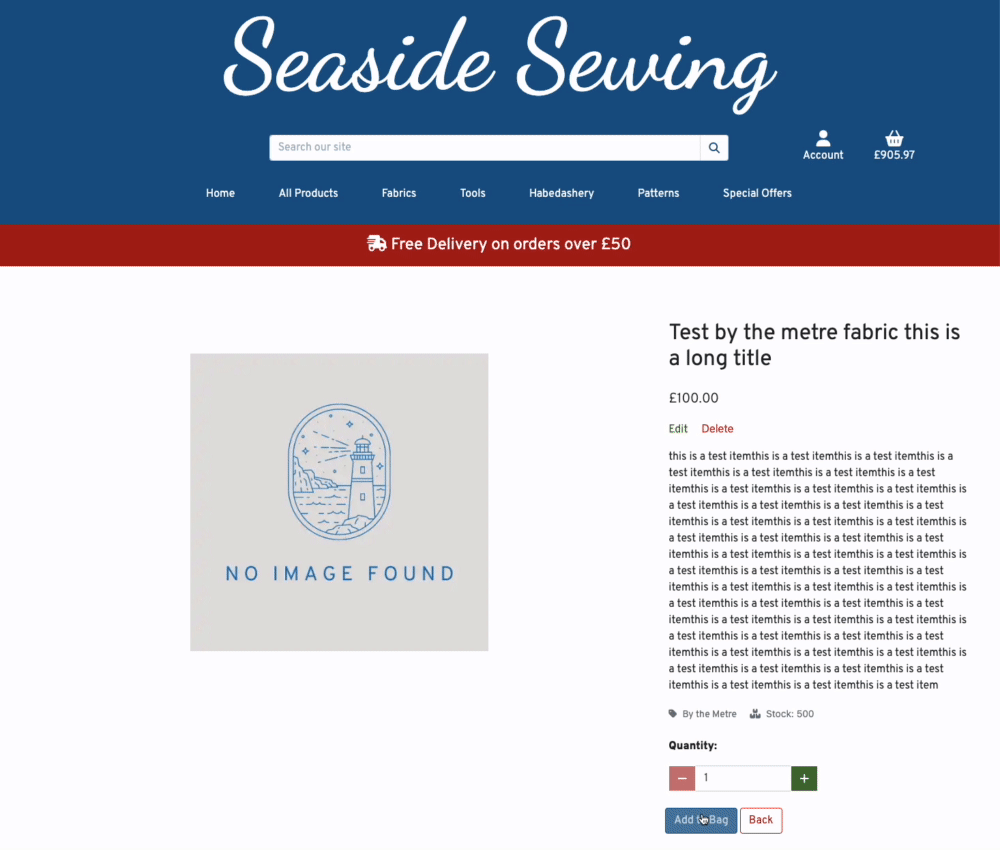 Seaside Sewing
Search our site
Account
£905.97
Home All Products Fabrics Tools Habedashery Patterns Special Offers
Free Delivery on orders over £50
Test by the metre fabric this is
a long title
£100.00
Edit Delete
this is a test itemthis is a test itemthis is a test itemthis is a
test itemthis is a test itemthis is a test itemthis is a test
itemthis is a test itemthis is a test itemthis is a test itemthis is
a test itemthis is a test itemthis is a test itemthis is a test
itemthis is a test itemthis is a test itemthis is a test itemthis is
a test itemthis is a test itemthis is a test itemthis is a test
itemthis is a test itemthis is a test itemthis is a test itemthis is
a test itemthis is a test itemthis is a test itemthis is a test
itemthis is a test itemthis is a test itemthis is a test itemthis is
a test itemthis is a test itemthis is a test itemthis is a test
itemthis is a test itemthis is a test itemthis is a test itemthis is
a test itemthis is a test itemthis is a test itemthis is a test
itemthis is a test itemthis is a test itemthis is a test itemthis is
a test itemthis is a test itemthis is a test itemthis is a test
itemthis is a test itemthis is a test itemthis is a test item
NO IMAGE FOUND
By the Metre Stock: 500
Quantity:
1
Add to Bag Back